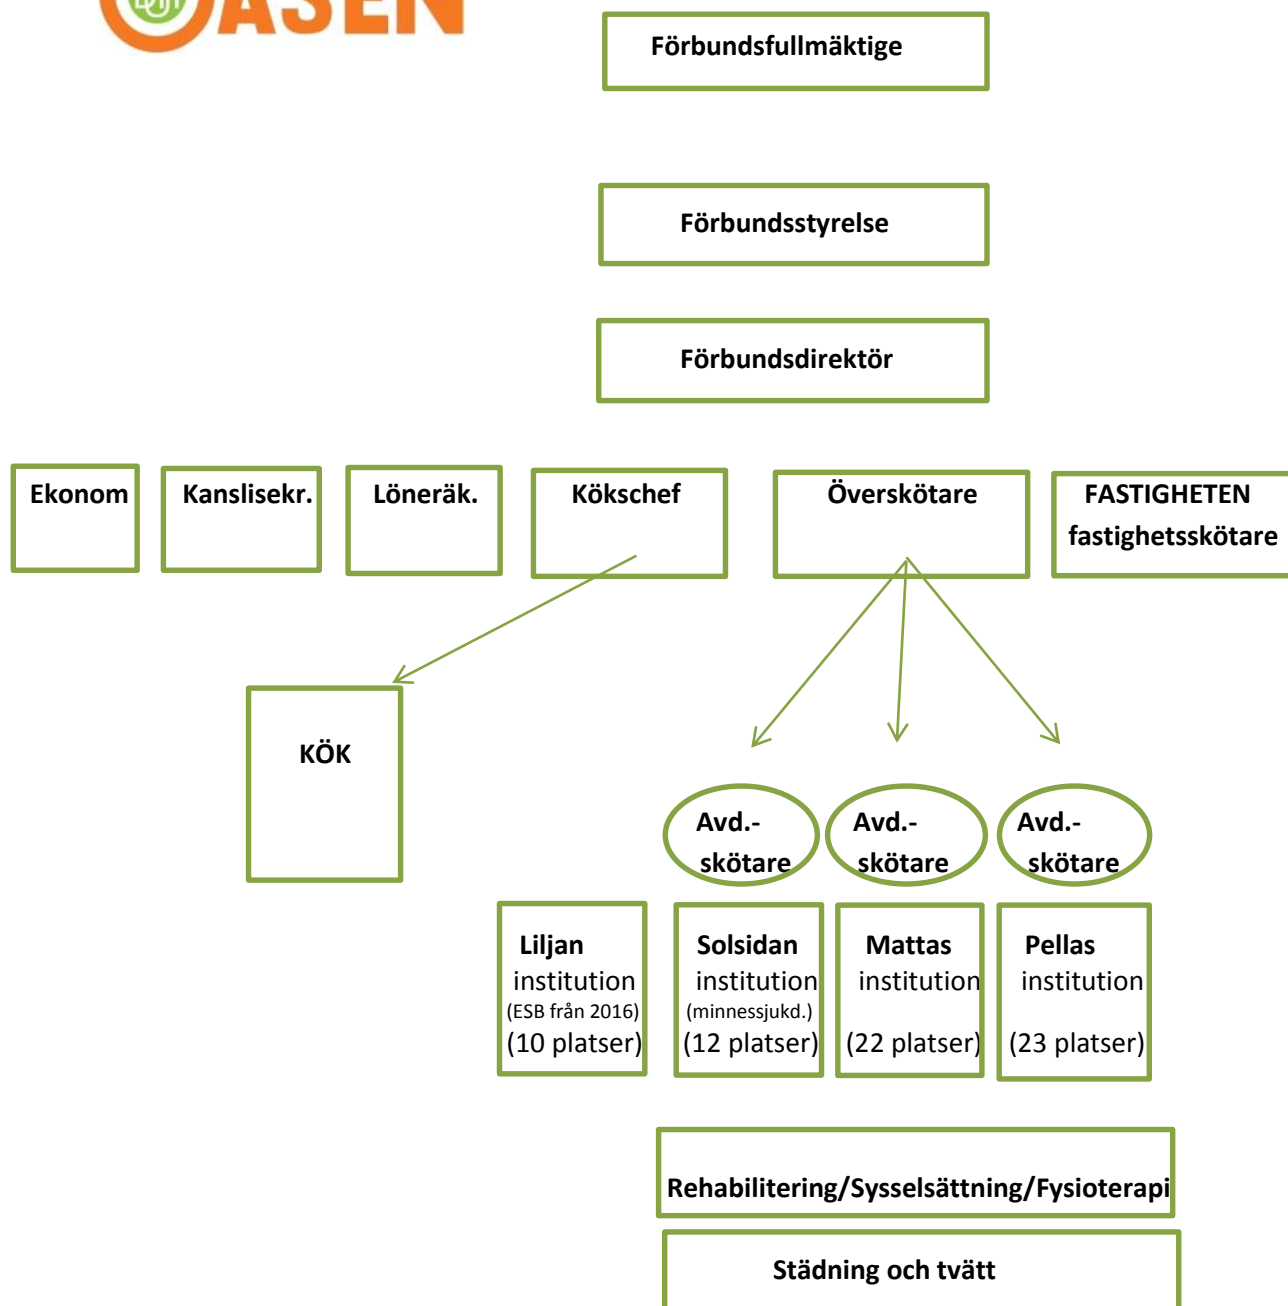 OASEN
Förbundsfullmäktige
Förbundsstyrelse
Förbundsdirektör
Ekonom
Kanslisekr.
Löneräk.
Kökschef
Överskötare
FASTIGHETEN
fastighetsskötare
KÖK
Avd.-
skötare
Avd.-
skötare
Avd.-
skötare
Liljan
institution
(ESB från 2016)
(10 platser)
Solsidan
institution
(minnessjukd.)
(12 platser)
Mattas
institution
(22 platser)
Pellas
institution
(23 platser)
Rehabilitering/Sysselsättning/Fysioterapi
Städning och tvätt